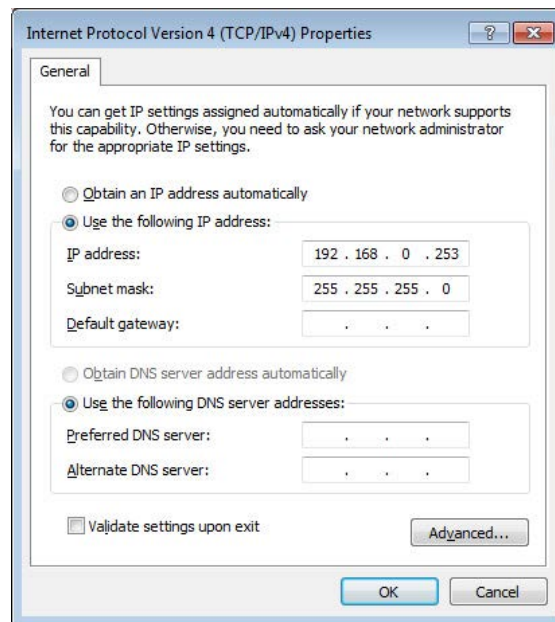 Internet Protocol Version 4 (TCP/IPv4) Properties
?
General
You can get IP settings assigned automatically if your network supports
this capability. Otherwise, you need to ask your network administrator
for the appropriate IP settings.
Obtain an IP address automatically
Use the following IP address:
IP address: 192 . 168 . 0 . 253
Subnet mask: 255 . 255 . 255 . 0
Default gateway: . . .
Obtain DNS server address automatically
Use the following DNS server addresses:
Preferred DNS server: . . .
Alternate DNS server: . . .
Validate settings upon exit
Advanced...
OK Cancel